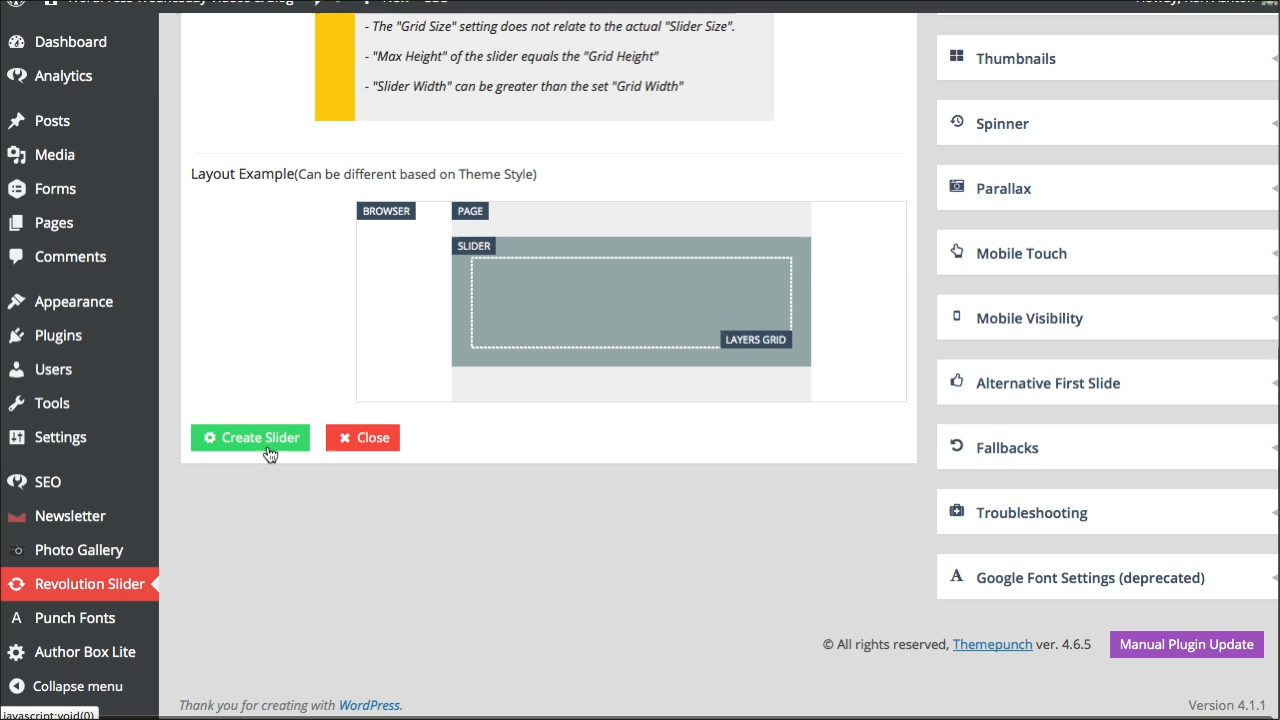 Dashboard
Analytics
Posts
Media
Forms
Pages
Comments
Appearance
Plugins
Users
Tools
Settings
SEO
Newsletter
Photo Gallery
Revolution Slider
Punch Fonts
Author Box Lite
Collapse menu
javascript:void(0)
- The "Grid Size" setting does not relate to the actual "Slider Size".
- "Max Height" of the slider equals the "Grid Height"
- "Slider Width" can be greater than the set "Grid Width"
Layout Example(Can be different based on Theme Style)
BROWSER
PAGE
SLIDER
LAYERS GRID
Create Slider
Close
Thumbnails
Spinner
Parallax
Mobile Touch
Mobile Visibility
Alternative First Slide
Fallbacks
Troubleshooting
Google Font Settings (deprecated)
© All rights reserved, Themepunch ver. 4.6.5
Manual Plugin Update
Thank you for creating with WordPress.
Version 4.1.1